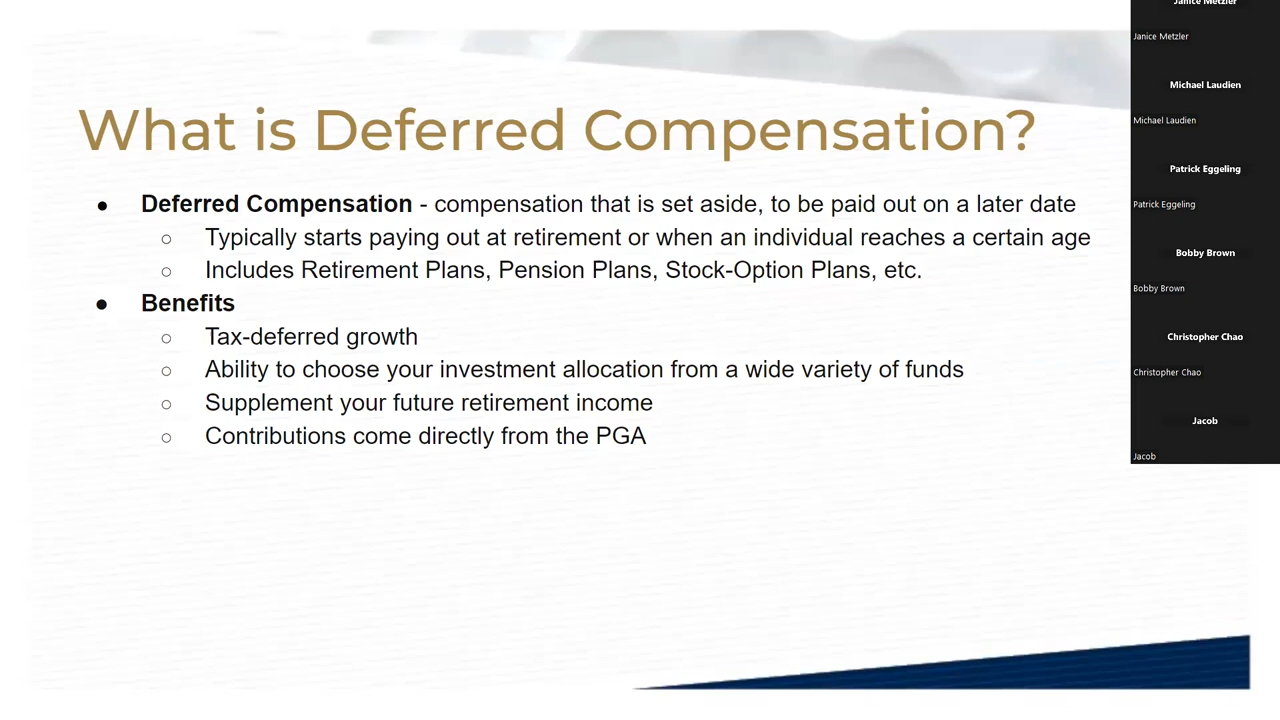 What is Deferred Compensation?
● Deferred Compensation - compensation that is set aside, to be paid out on a later date
○ Typically starts paying out at retirement or when an individual reaches a certain age
○ Includes Retirement Plans, Pension Plans, Stock-Option Plans, etc.
● Benefits
○ Tax-deferred growth
○ Ability to choose your investment allocation from a wide variety of funds
○ Supplement your future retirement income
○ Contributions come directly from the PGA
Janice Metzler
Janice Metzler
Michael Laudien
Michael Laudien
Patrick Eggeling
Patrick Eggeling
Bobby Brown
Bobby Brown
Christopher Chao
Christopher Chao
Jacob
Jacob